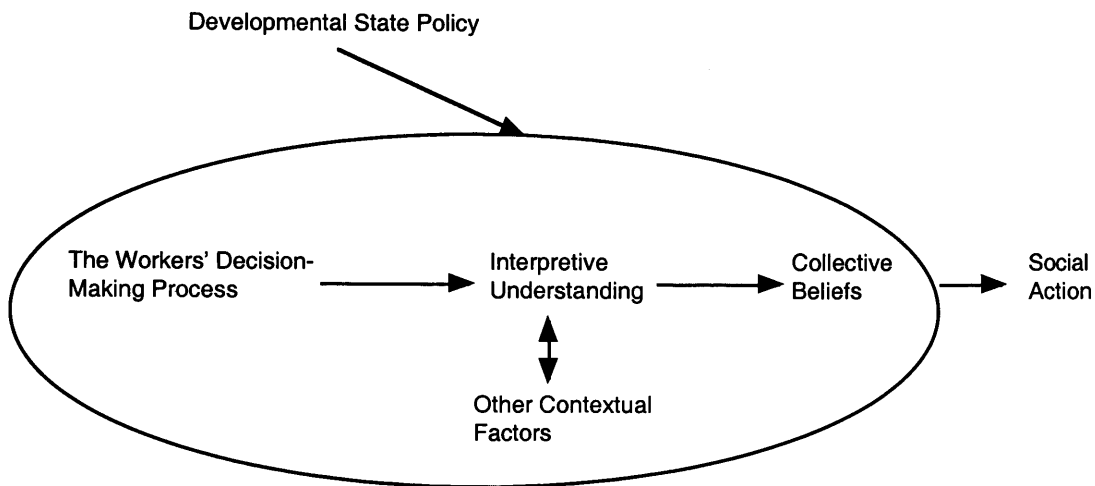 Developmental State Policy
The Workers' Decision-
Making Process
Interpretive
Understanding
Collective
Beliefs
Social
Action
Other Contextual
Factors